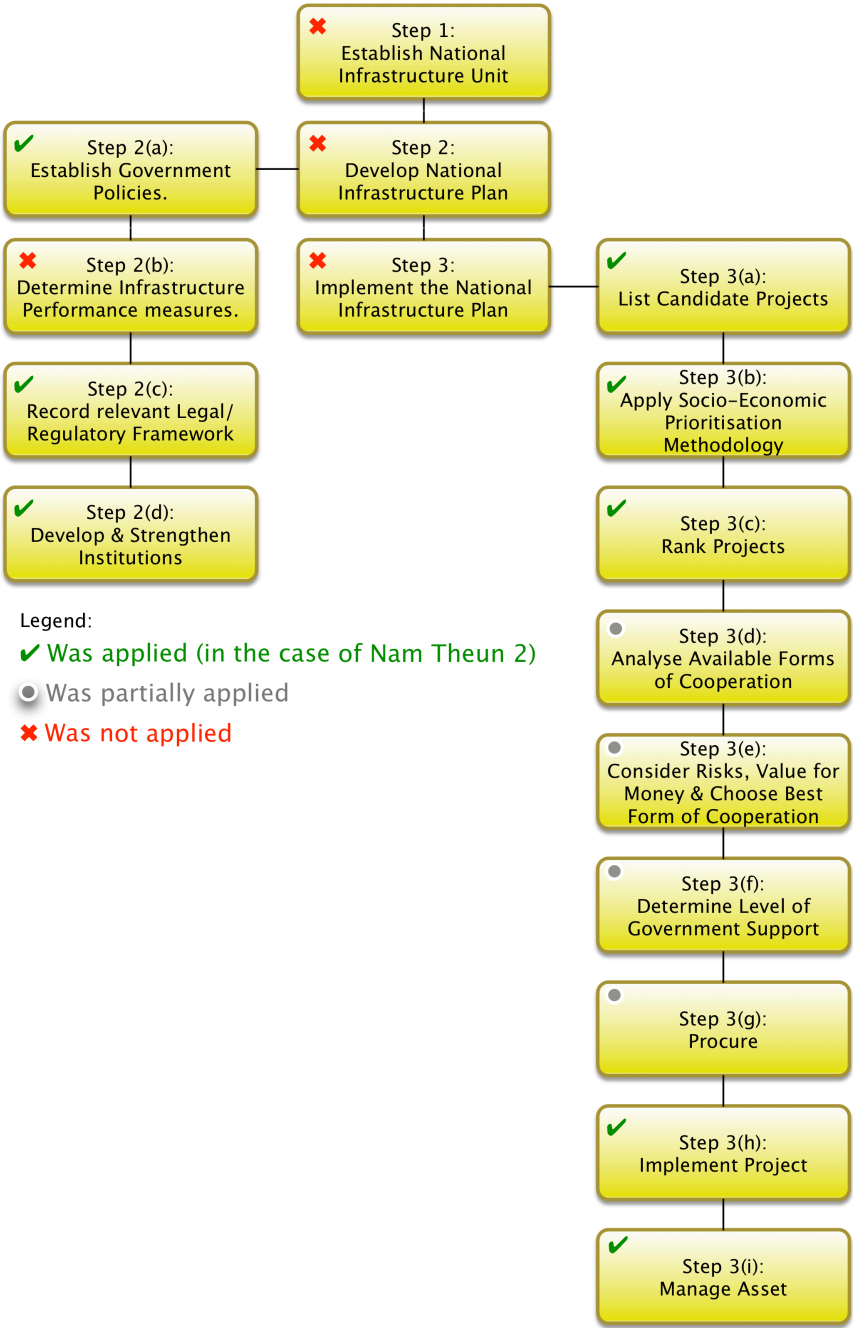 Step 1:
Establish National
Infrastructure Unit
Step 2(a):
Establish Government
Policies.
Step 2:
Develop National
Infrastructure Plan
Step 2(b):
Determine Infrastructure
Performance measures.
Step 3:
Implement the National
Infrastructure Plan
Step 3(a):
List Candidate Projects
Step 2(c):
Record relevant Legal/
Regulatory Framework
Step 3(b):
Apply Socio-Economic
Prioritisation
Methodology
Step 2(d):
Develop & Strengthen
Institutions
Step 3(c):
Rank Projects
Legend:
✔ Was applied (in the case of Nam Theun 2)
Was partially applied
✖ Was not applied
Step 3(d):
Analyse Available Forms
of Cooperation
Step 3(e):
Consider Risks, Value for
Money & Choose Best
Form of Cooperation
Step 3(f):
Determine Level of
Government Support
Step 3(g):
Procure
Step 3(h):
Implement Project
Step 3(i):
Manage Asset